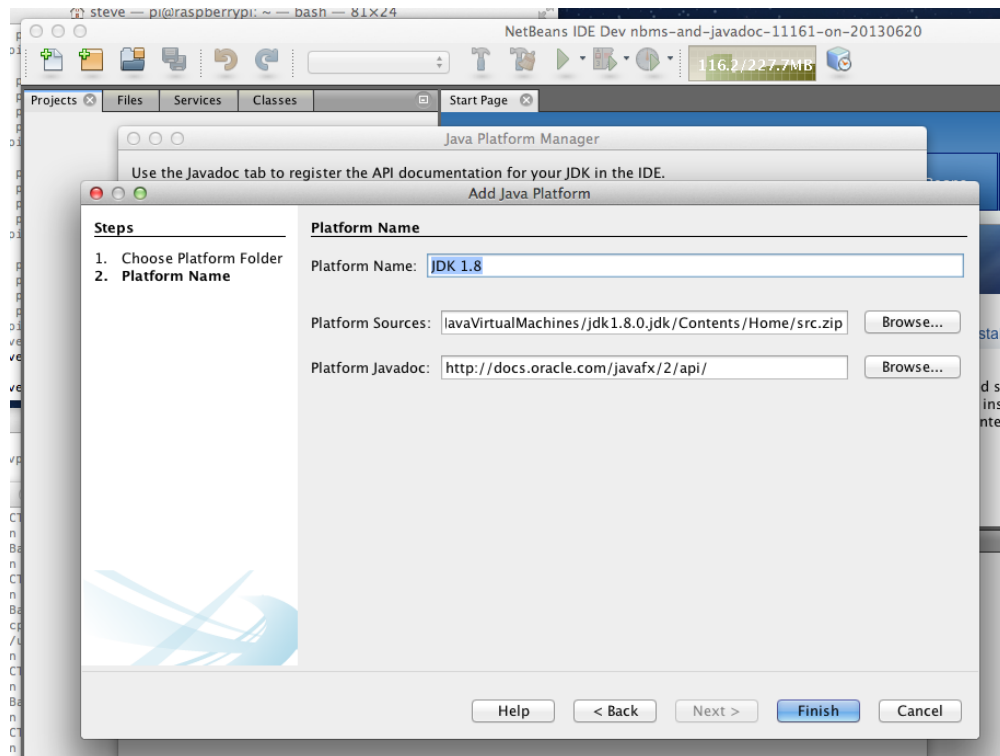 steve — pi@raspberrypi: ~ — bash — 81×24
NetBeans IDE Dev nbms-and-javadoc-11161-on-20130620
116.2/227.7MB
Projects Files Services Classes Start Page
Java Platform Manager
Use the Javadoc tab to register the API documentation for your JDK in the IDE.
Add Java Platform
Steps
1. Choose Platform Folder
2. Platform Name
Platform Name
Platform Name: JDK 1.8
Platform Sources: JavaVirtualMachines/jdk1.8.0.jdk/Contents/Home/src.zip Browse...
Platform Javadoc: http://docs.oracle.com/javafx/2/api/ Browse...
Help < Back Next > Finish Cancel